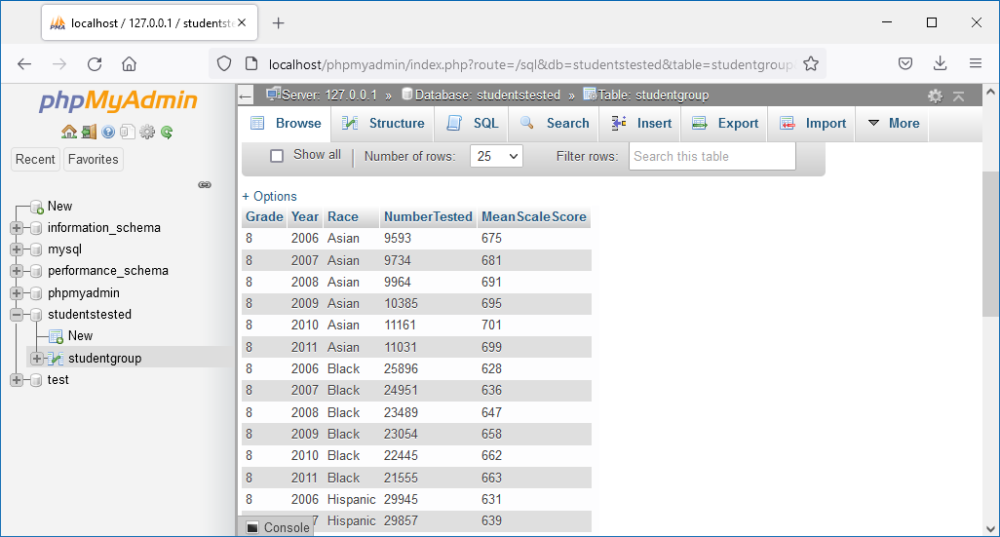 localhost / 127.0.0.1 / studentste
localhost/phpmyadmin/index.php?route=/sql&db=studentstested&table=studentgroup
phpMyAdmin
Recent Favorites
New
information_schema
mysql
performance_schema
phpmyadmin
studentstested
New
studentgroup
test
Server: 127.0.0.1 » Database: studentstested » Table: studentgroup
Browse Structure SQL Search Insert Export Import More
Show all Number of rows: 25 Filter rows: Search this table
+ Options
Grade Year Race NumberTested MeanScaleScore
8 2006 Asian 9593 675
8 2007 Asian 9734 681
8 2008 Asian 9964 691
8 2009 Asian 10385 695
8 2010 Asian 11161 701
8 2011 Asian 11031 699
8 2006 Black 25896 628
8 2007 Black 24951 636
8 2008 Black 23489 647
8 2009 Black 23054 658
8 2010 Black 22445 662
8 2011 Black 21555 663
8 2006 Hispanic 29945 631
7 Hispanic 29857 639
Console